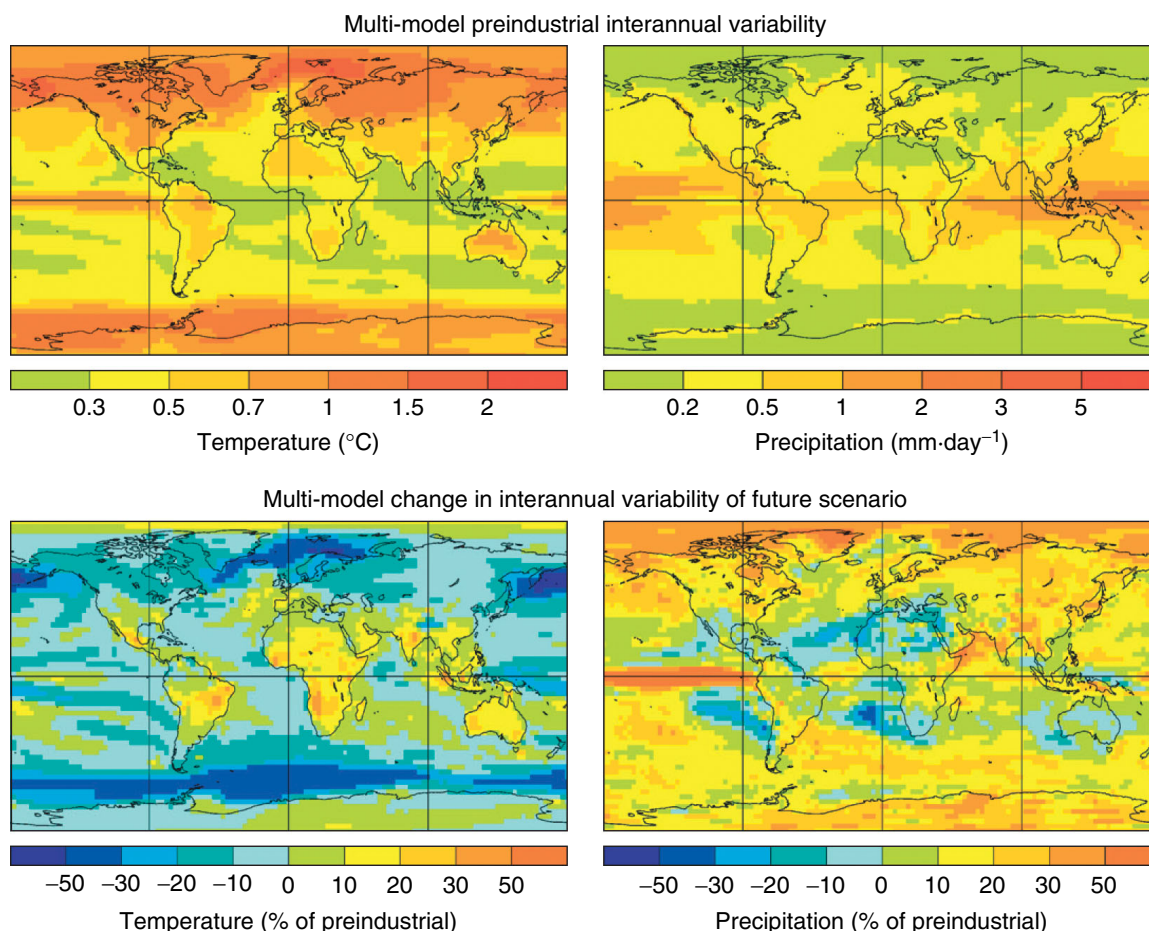 Multi-model preindustrial interannual variability
0.3 0.5 0.7 1 1.5 2
Temperature (°C)
0.2 0.5 1 2 3 5
Precipitation (mm·day⁻¹)
Multi-model change in interannual variability of future scenario
−50 −30 −20 −10 0 10 20 30 50
Temperature (% of preindustrial)
−50 −30 −20 −10 0 10 20 30 50
Precipitation (% of preindustrial)